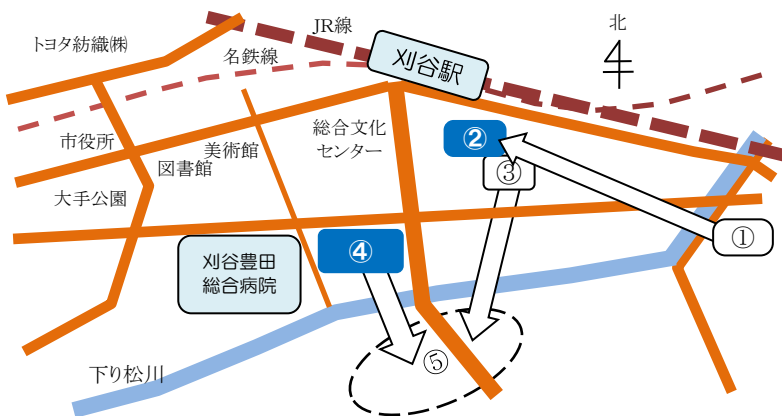 北
JR線
トヨタ紡織㈱
名鉄線
刈谷駅
市役所
総合文化
センター
②
美術館
図書館
③
大手公園
①
④
刈谷豊田
総合病院
⑤
下り松川